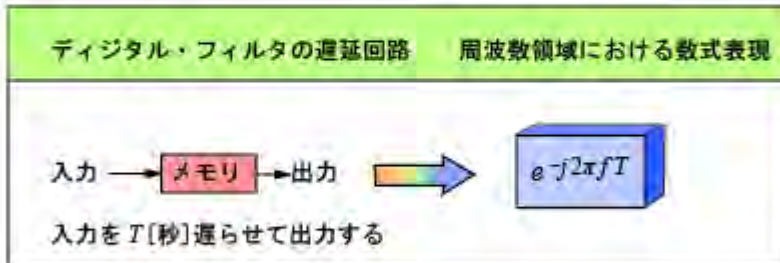 ディジタル・フィルタの遅延回路 周波数領域における数式表現
入力 メモリ 出力 e^{-j2πfT}
入力をT[秒]遅らせて出力する